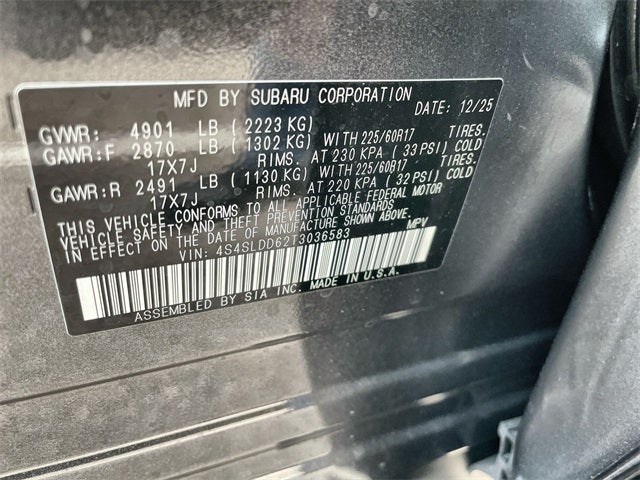 MFD BY SUBARU CORPORATION DATE: 12/25
GVWR: 4901 LB (2223 KG)
GAWR:F 2870 LB (1302 KG) WITH 225/60R17 TIRES.
17X7J RIMS. AT 230 KPA (33 PSI) COLD
GAWR:R 2491 LB (1130 KG) WITH 225/60R17 TIRES.
17X7J RIMS. AT 220 KPA (32 PSI) COLD
THIS VEHICLE CONFORMS TO ALL APPLICABLE FEDERAL MOTOR
VEHICLE SAFETY AND THEFT PREVENTION STANDARDS
IN EFFECT ON THE DATE OF MANUFACTURE SHOWN ABOVE.
VIN: 4S4SLDD62T3036583 MPV
ASSEMBLED BY SIA INC. MADE IN U.S.A.